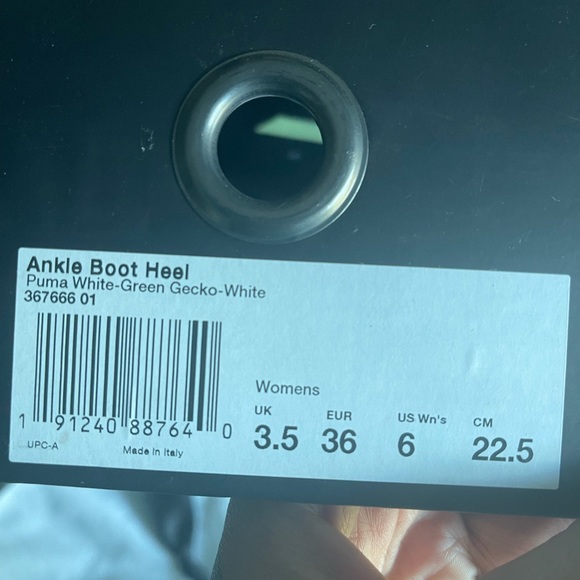 Ankle Boot Heel
Puma White-Green Gecko-White
367666 01
1 91240 88764 0
UPC-A
Made in Italy
Womens
UK EUR US Wn's CM
3.5 36 6 22.5